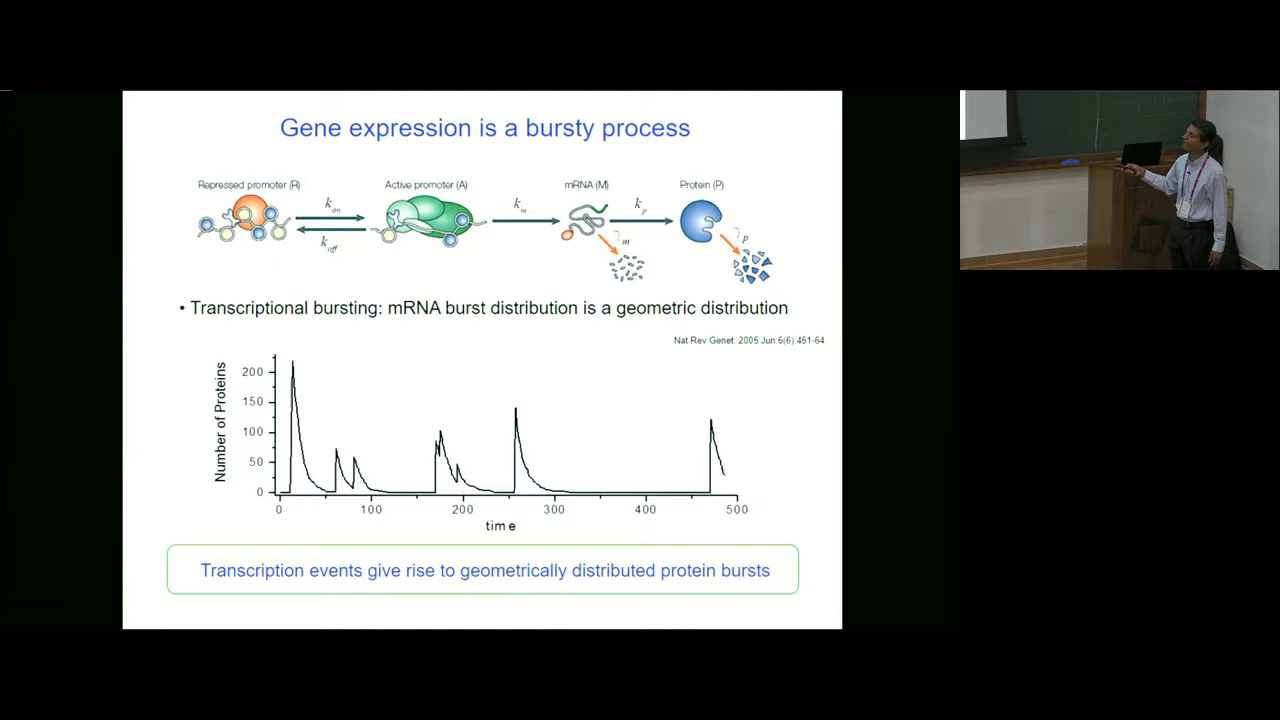 Gene expression is a bursty process
Repressed promoter (R)
Active promoter (A)
mRNA (M)
Protein (P)
k_on
k_off
k_m
k_p
γ_m
γ_p
• Transcriptional bursting: mRNA burst distribution is a geometric distribution
Nat Rev Genet. 2005 Jun;6(6) 451-64
Number of Proteins
200
150
100
50
0
0 100 200 300 400 500
time
Transcription events give rise to geometrically distributed protein bursts